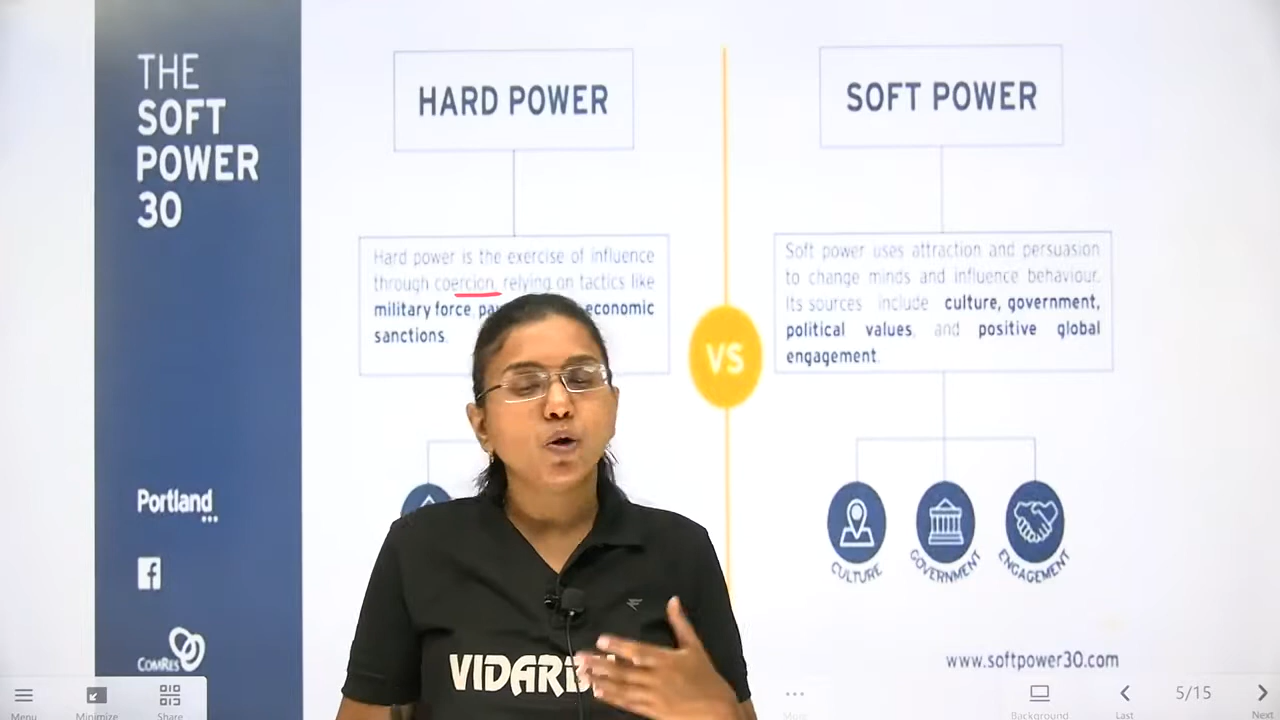 THE
SOFT
POWER
30
Portland
ComRes
HARD POWER
Hard power is the exercise of influence
through coercion, relying on tactics like
military force, economic
sanctions
VS
SOFT POWER
Soft power uses attraction and persuasion
to change minds and influence behaviour.
Its sources include culture, government,
political values, and positive global
engagement.
CULTURE
GOVERNMENT
ENGAGEMENT
www.softpower30.com
Menu
Minimize
Share
More
Background
Last
5/15
Next